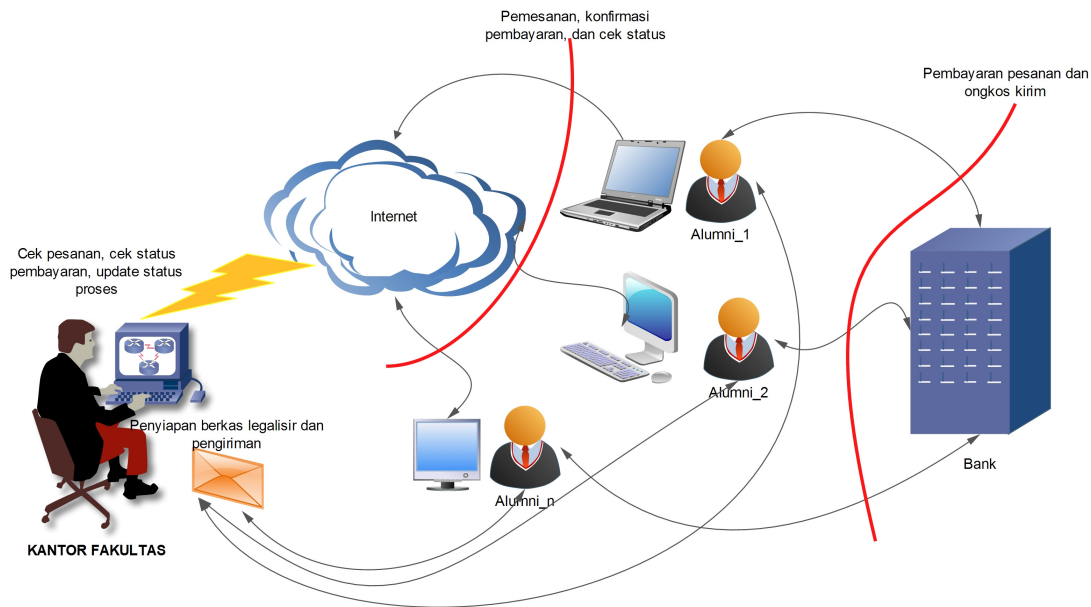 Pemesanan, konfirmasi
pembayaran, dan cek status
Pembayaran pesanan dan
ongkos kirim
Internet
Alumni_1
Cek pesanan, cek status
pembayaran, update status
proses
Alumni_2
Penyiapan berkas legalisir dan
pengiriman
Bank
Alumni_n
KANTOR FAKULTAS